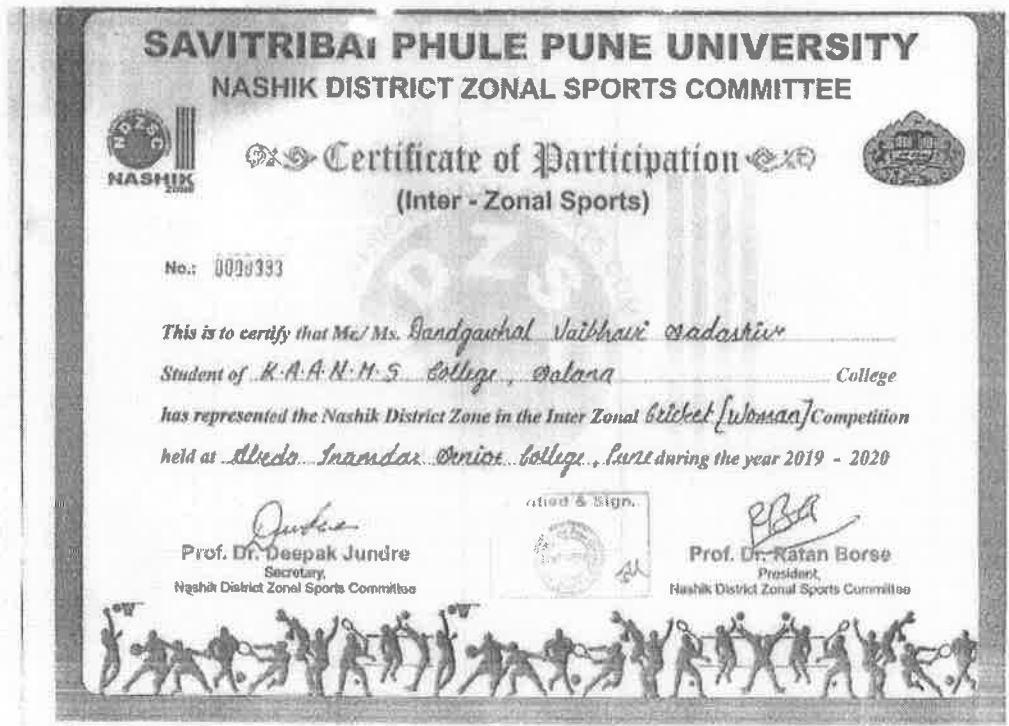 SAVITRIBAI PHULE PUNE UNIVERSITY
NASHIK DISTRICT ZONAL SPORTS COMMITTEE
NDZSC
NASHIK
ZONE
Certificate of Participation
(Inter - Zonal Sports)
No.: 0000393
This is to certify that Mr./ Ms. Dandgavhal Vaibhavi Sadashiv
Student of K.A.A.N.M.S College, Satana College
has represented the Nashik District Zone in the Inter Zonal Cricket [Woman] Competition
held at Abeda Inamdar Senior College, Pune during the year 2019 - 2020
& Sign.
Prof. Dr. Deepak Jundre
Secretary,
Nashik District Zonal Sports Committee
Prof. Dr. Ratan Borse
President,
Nashik District Zonal Sports Committee